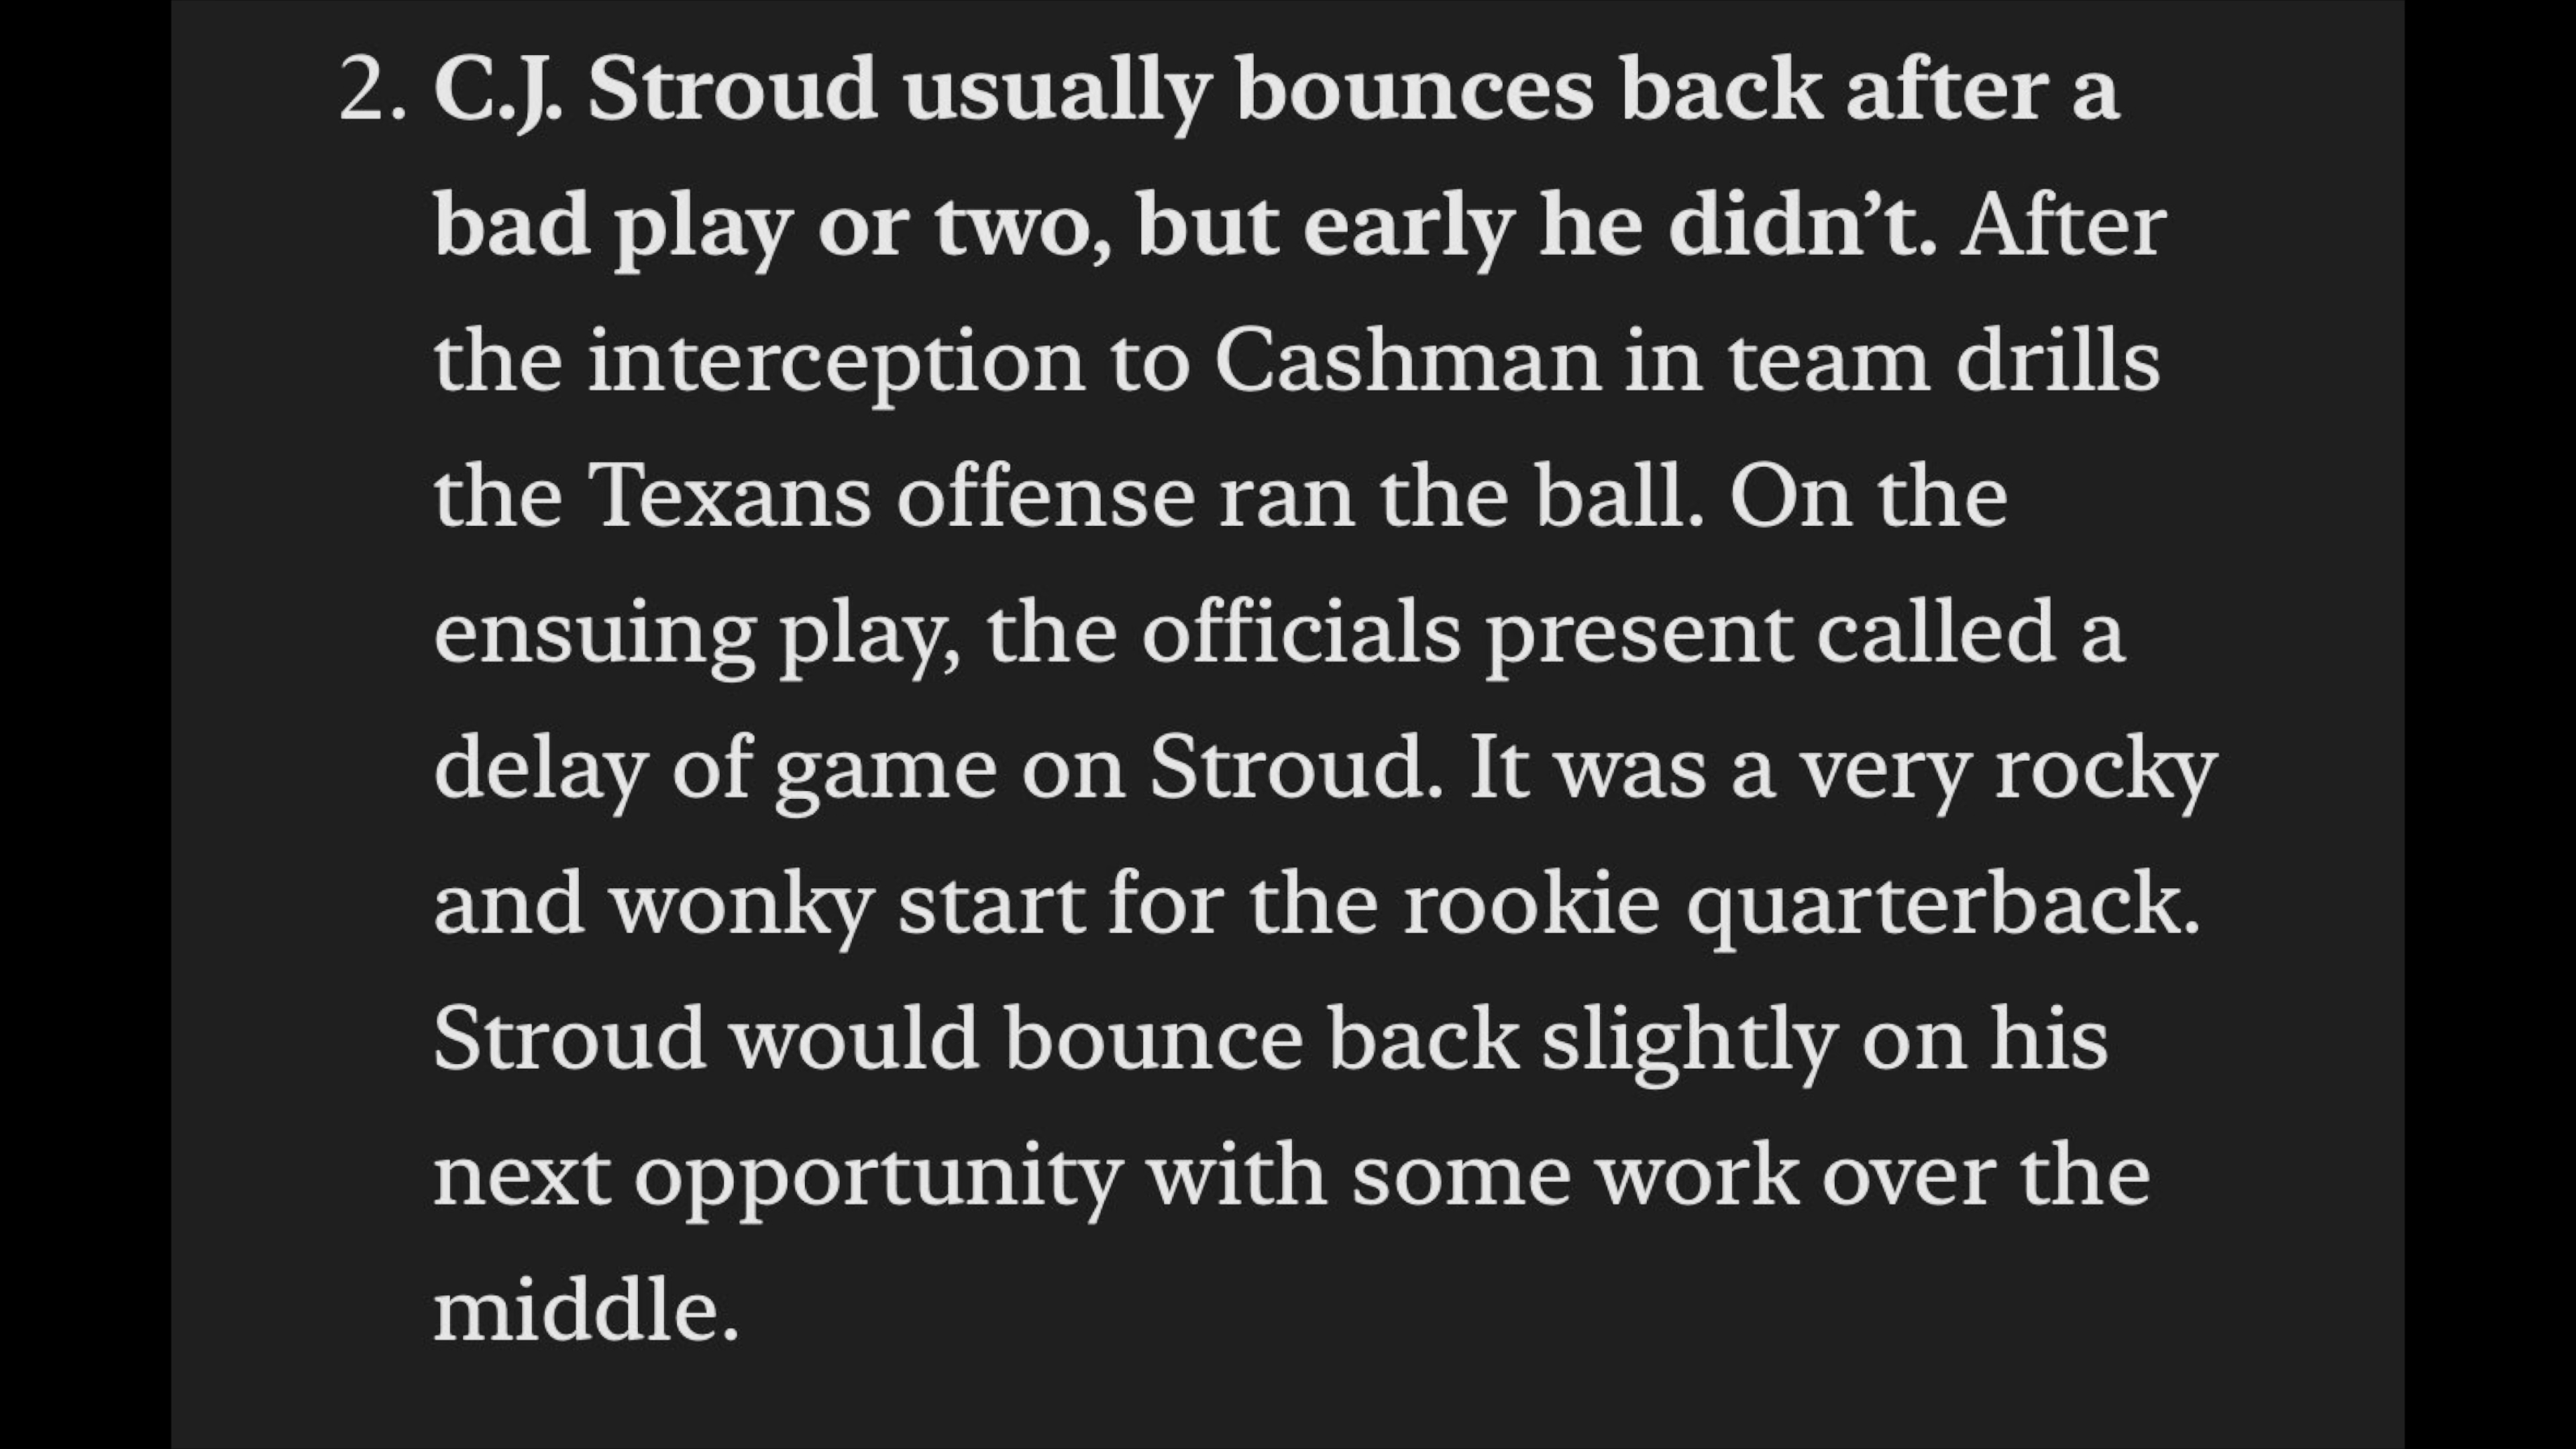 2. C.J. Stroud usually bounces back after a
bad play or two, but early he didn’t. After
the interception to Cashman in team drills
the Texans offense ran the ball. On the
ensuing play, the officials present called a
delay of game on Stroud. It was a very rocky
and wonky start for the rookie quarterback.
Stroud would bounce back slightly on his
next opportunity with some work over the
middle.